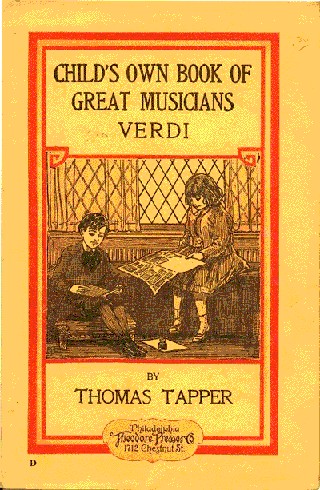 CHILD'S OWN BOOK OF
GREAT MUSICIANS
VERDI
BY
THOMAS TAPPER
Philadelphia
Theodore Presser Co
1712 Chestnut St.
D